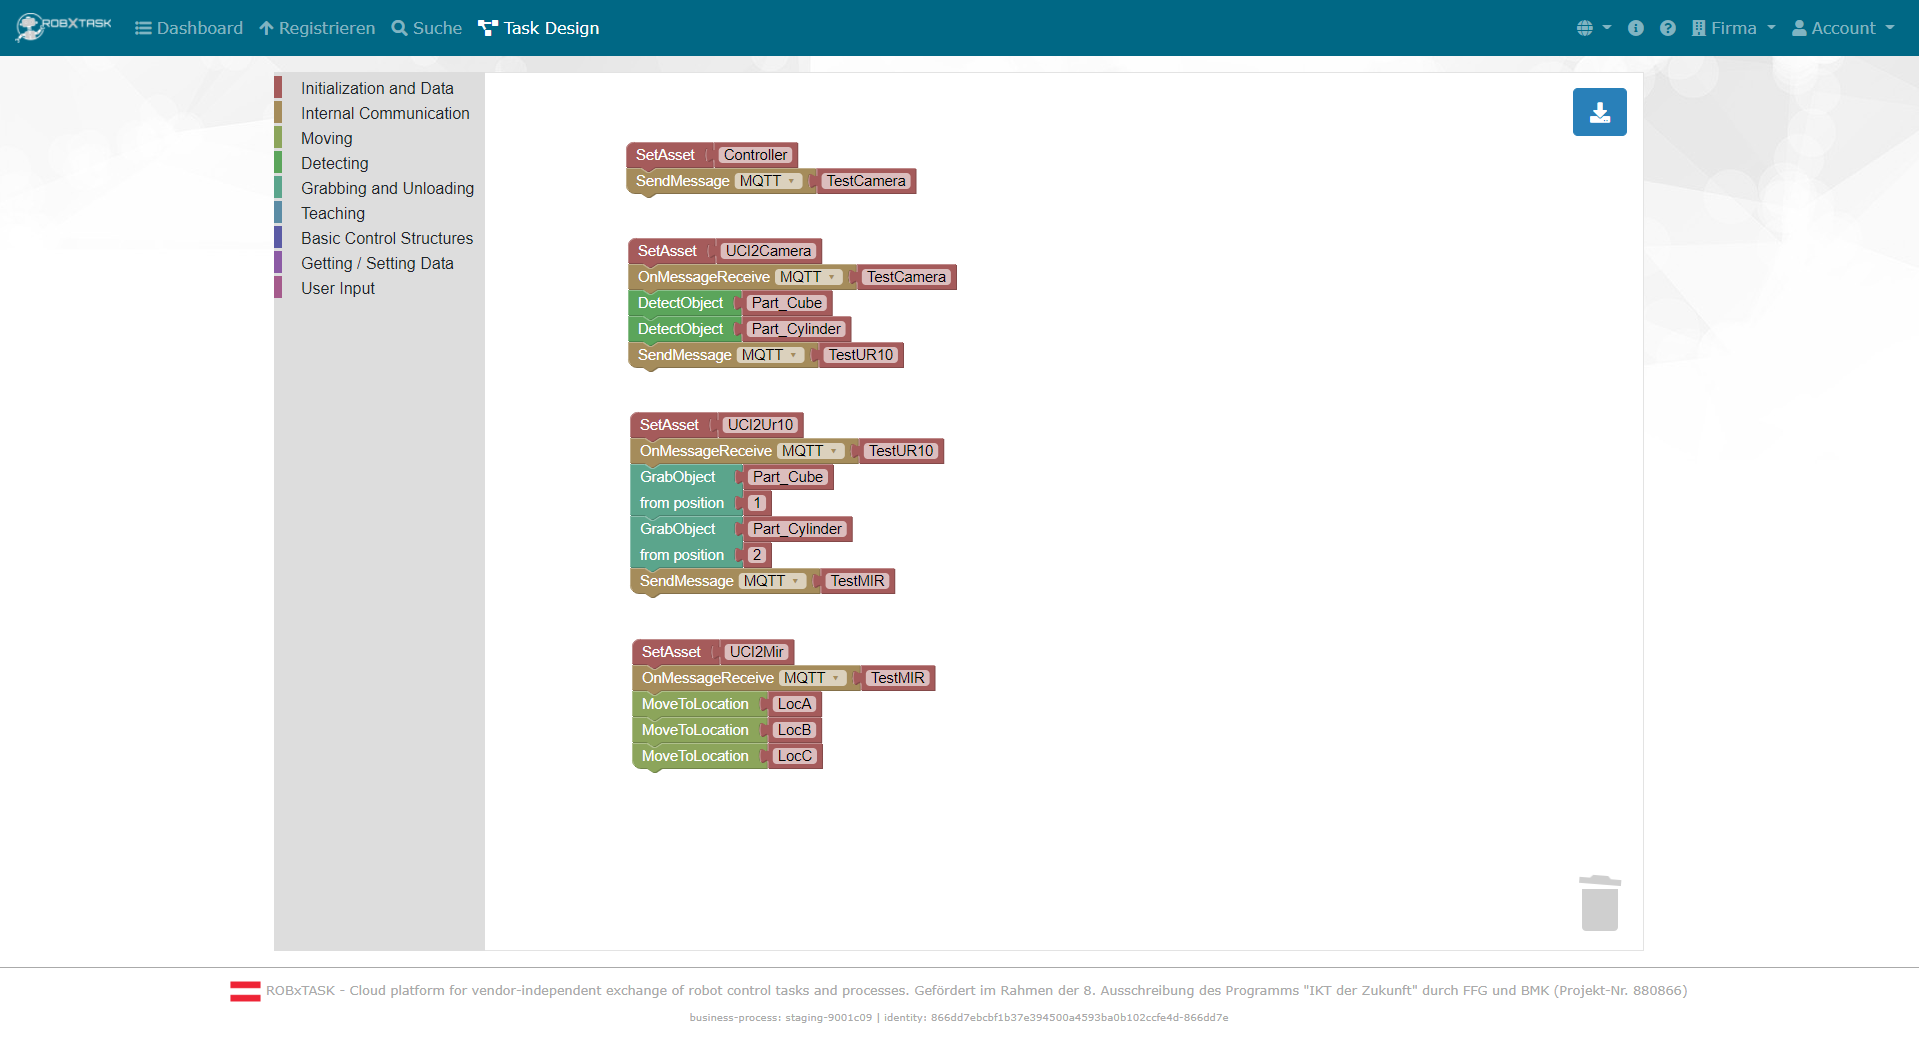 ROBXTASK Dashboard Registrieren Suche Task Design Firma Account
Initialization and Data
Internal Communication
Moving
Detecting
Grabbing and Unloading
Teaching
Basic Control Structures
Getting / Setting Data
User Input
SetAsset Controller
SendMessage MQTT TestCamera
SetAsset UCI2Camera
OnMessageReceive MQTT TestCamera
DetectObject Part_Cube
DetectObject Part_Cylinder
SendMessage MQTT TestUR10
SetAsset UCI2Ur10
OnMessageReceive MQTT TestUR10
GrabObject Part_Cube
from position 1
GrabObject Part_Cylinder
from position 2
SendMessage MQTT TestMIR
SetAsset UCI2Mir
OnMessageReceive MQTT TestMIR
MoveToLocation LocA
MoveToLocation LocB
MoveToLocation LocC
ROBxTASK - Cloud platform for vendor-independent exchange of robot control tasks and processes. Gefördert im Rahmen der 8. Ausschreibung des Programms "IKT der Zukunft" durch FFG und BMK (Projekt-Nr. 880866)
business-process: staging-9001c09 | identity: 866dd7ebcbf1b37e394500a4593ba0b102ccfe4d-866dd7e